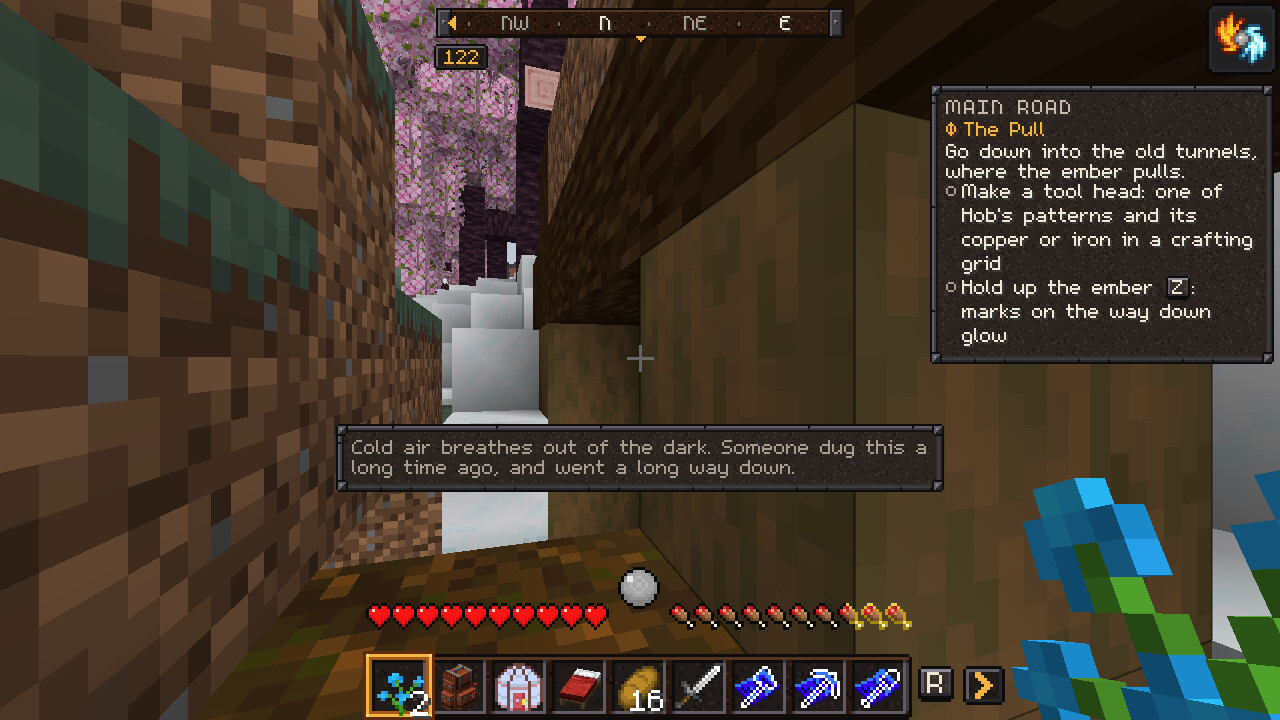 NW N NE E
122
MAIN ROAD
The Pull
Go down into the old tunnels,
where the ember pulls.
Make a tool head: one of
Hob's patterns and its
copper or iron in a crafting
grid
Hold up the ember Z:
marks on the way down
glow
Cold air breathes out of the dark. Someone dug this a
long time ago, and went a long way down.
2 16 R